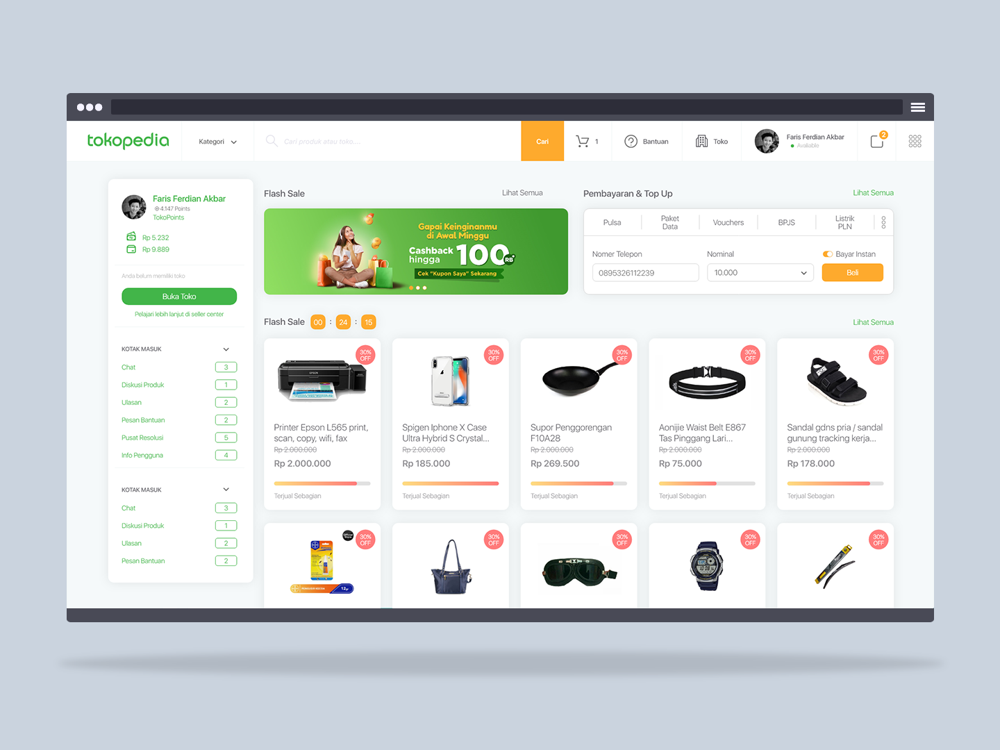 tokopedia
Kategori
Cari produk atau toko....
Cari
1
Bantuan
Toko
Faris Ferdian Akbar
Avaliable
2
Faris Ferdian Akbar
4.147 Points
TokoPoints
Rp 5.232
Rp 9.889
Anda belum memiliki toko
Buka Toko
Pelajari lebih lanjut di seller center
KOTAK MASUK
Chat 3
Diskusi Produk 1
Ulasan 2
Pesan Bantuan 2
Pusat Resolusi 5
Info Pengguna 4
KOTAK MASUK
Chat 3
Diskusi Produk 1
Ulasan 2
Pesan Bantuan 2
Flash Sale
Lihat Semua
Gapai Keinginanmu
di Awal Minggu
Cashback
hingga
100
RB*
Cek "Kupon Saya" Sekarang
Pembayaran & Top Up
Lihat Semua
Pulsa
Paket
Data
Vouchers
BPJS
Listrik
PLN
Nomer Telepon
0895326112239
Nominal
10.000
Bayar Instan
Beli
Flash Sale 00 : 24 : 15
Lihat Semua
30%
OFF
EPSON
Printer Epson L565 print,
scan, copy, wifi, fax
Rp 2.000.000
Rp 2.000.000
Terjual Sebagian
30%
OFF
Spigen Iphone X Case
Ultra Hybrid S Crystal...
Rp 2.000.000
Rp 185.000
Terjual Sebagian
30%
OFF
Supor Penggorengan
F10A28
Rp 2.000.000
Rp 269.500
Terjual Sebagian
30%
OFF
Aonijie Waist Belt E867
Tas Pinggang Lari...
Rp 2.000.000
Rp 75.000
Terjual Sebagian
30%
OFF
Sandal gdns pria / sandal
gunung tracking kerja...
Rp 2.000.000
Rp 178.000
Terjual Sebagian
Official
Store
30%
OFF
12gr
30%
OFF
30%
OFF
30%
OFF
30%
OFF